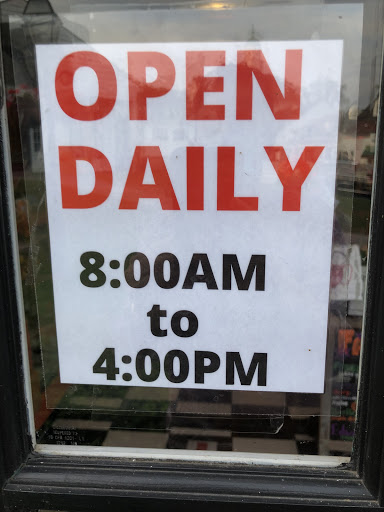 OPEN
DAILY
8:00AM
to
4:00PM